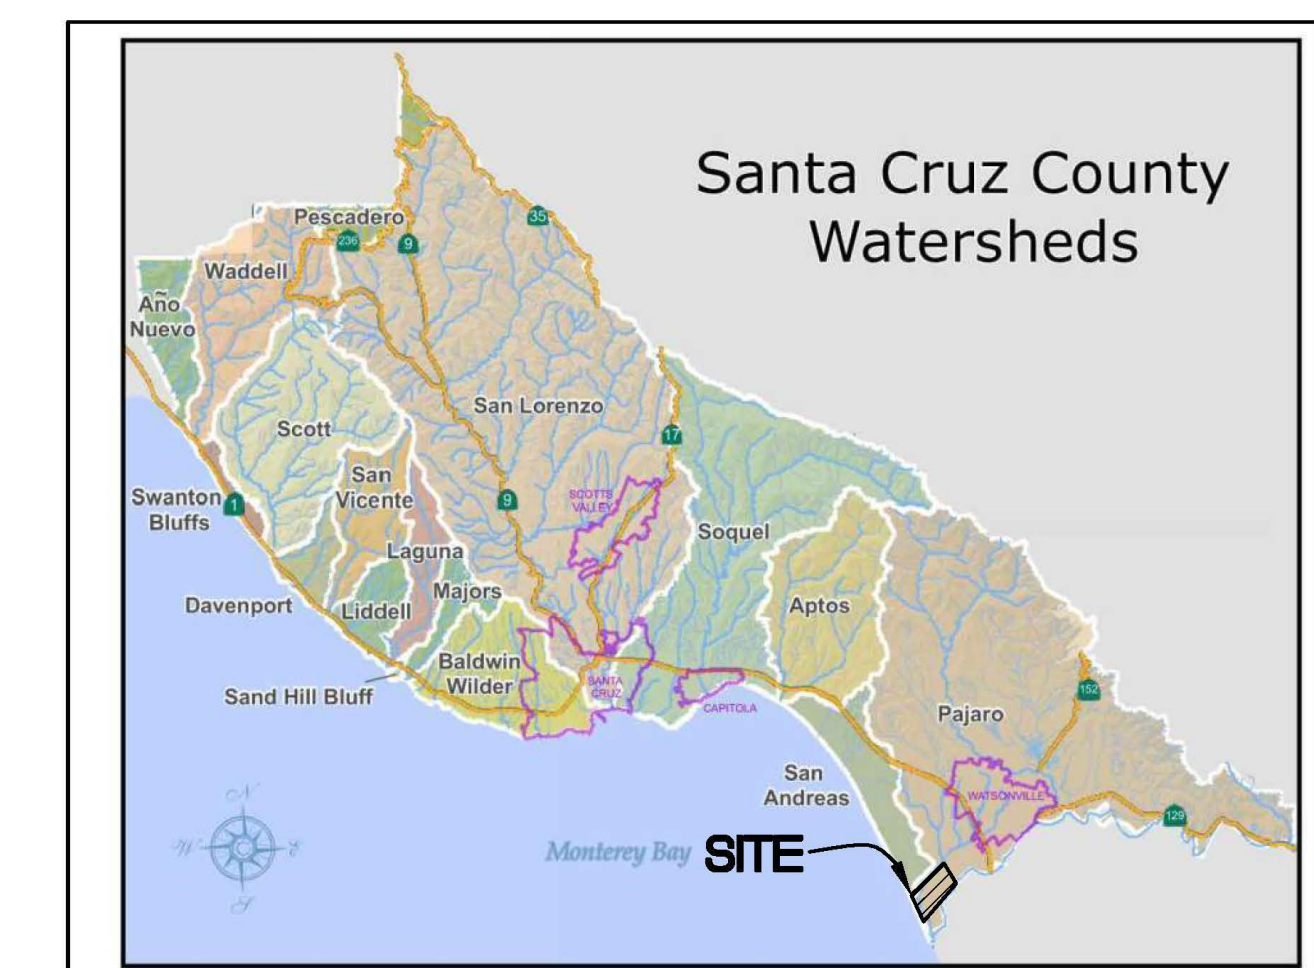 Santa Cruz County
Watersheds
Pescadero
236
9
35
Waddell
Año
Nuevo
San Lorenzo
Scott
17
San
Vicente
Swanton
Bluffs
1
9
SCOTTS
VALLEY
Soquel
Laguna
Majors
Davenport
Liddell
Aptos
Baldwin
Wilder
SANTA
CRUZ
Sand Hill Bluff
CAPITOLA
152
Pajaro
San
Andreas
WATSONVILLE
129
N
W
E
S
Monterey Bay
SITE